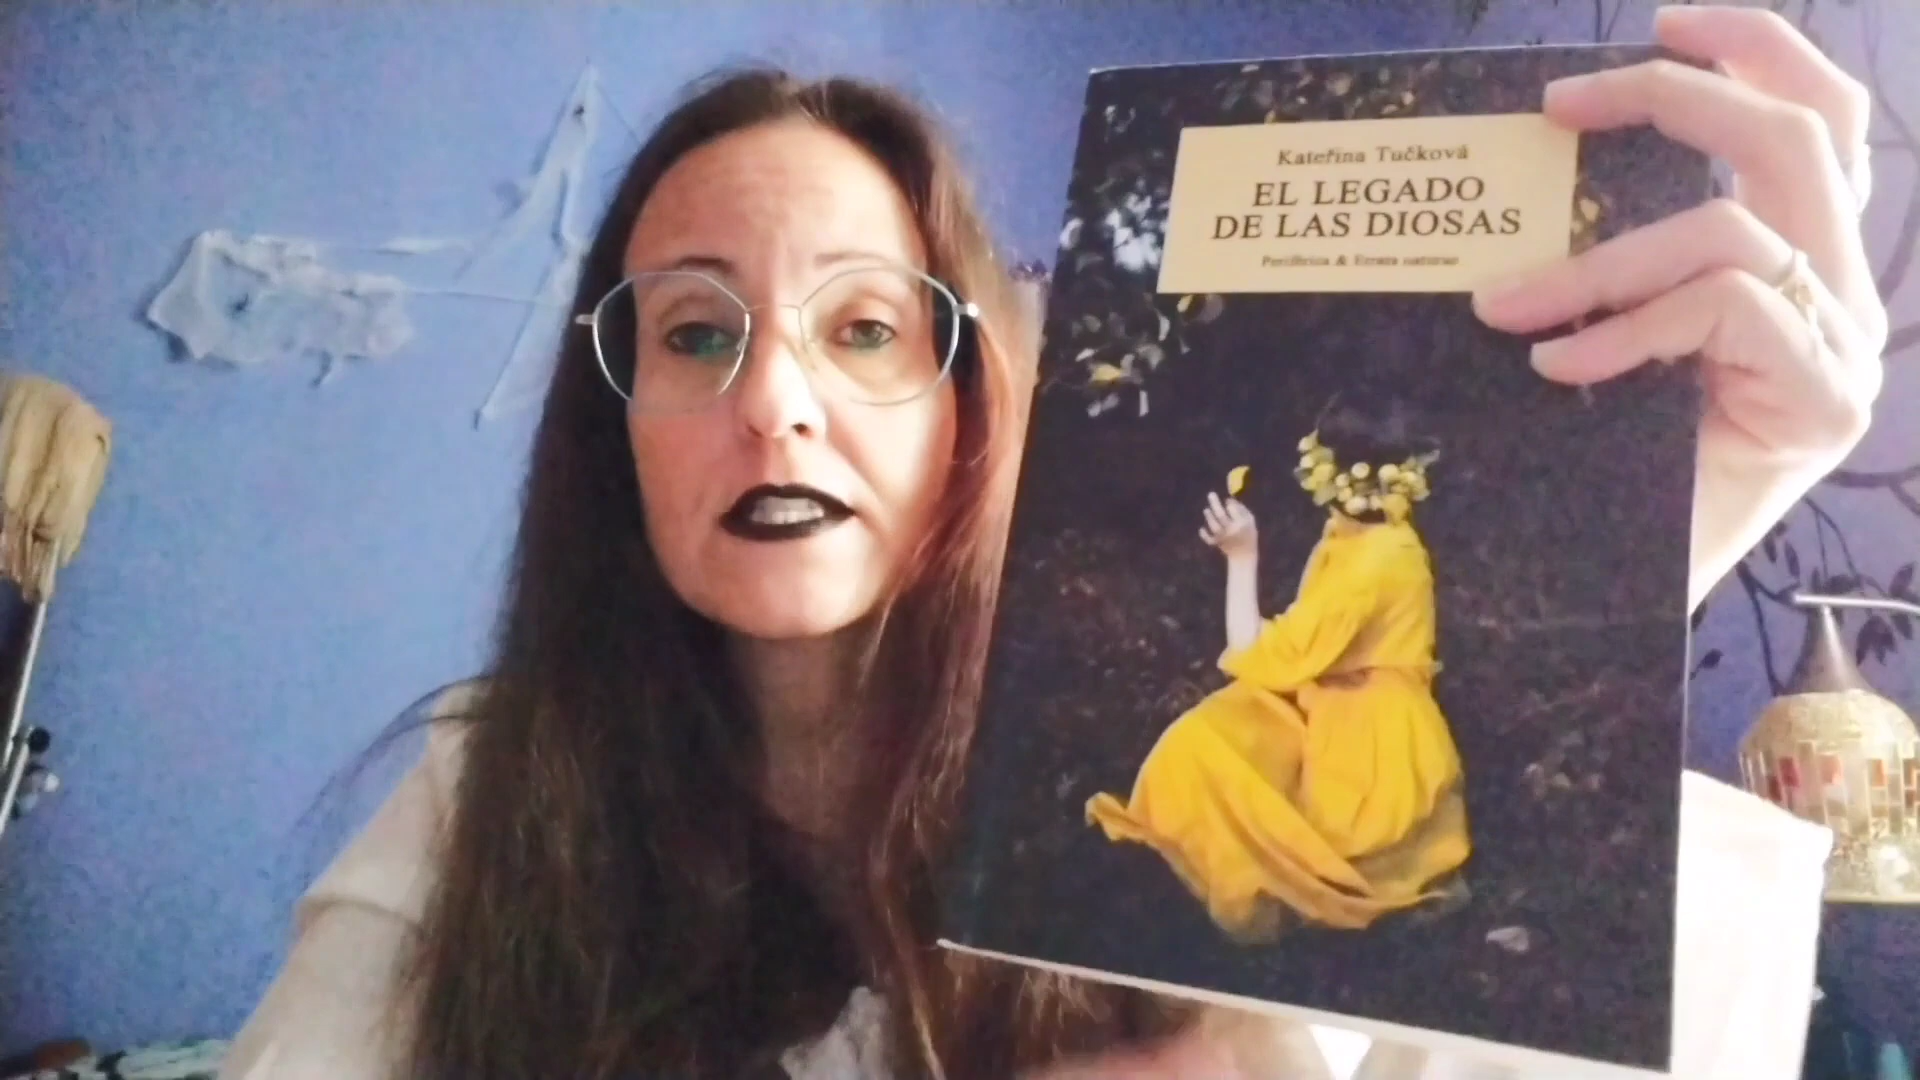 Kateřina Tučková
EL LEGADO
DE LAS DIOSAS
Periférica & Errata naturae